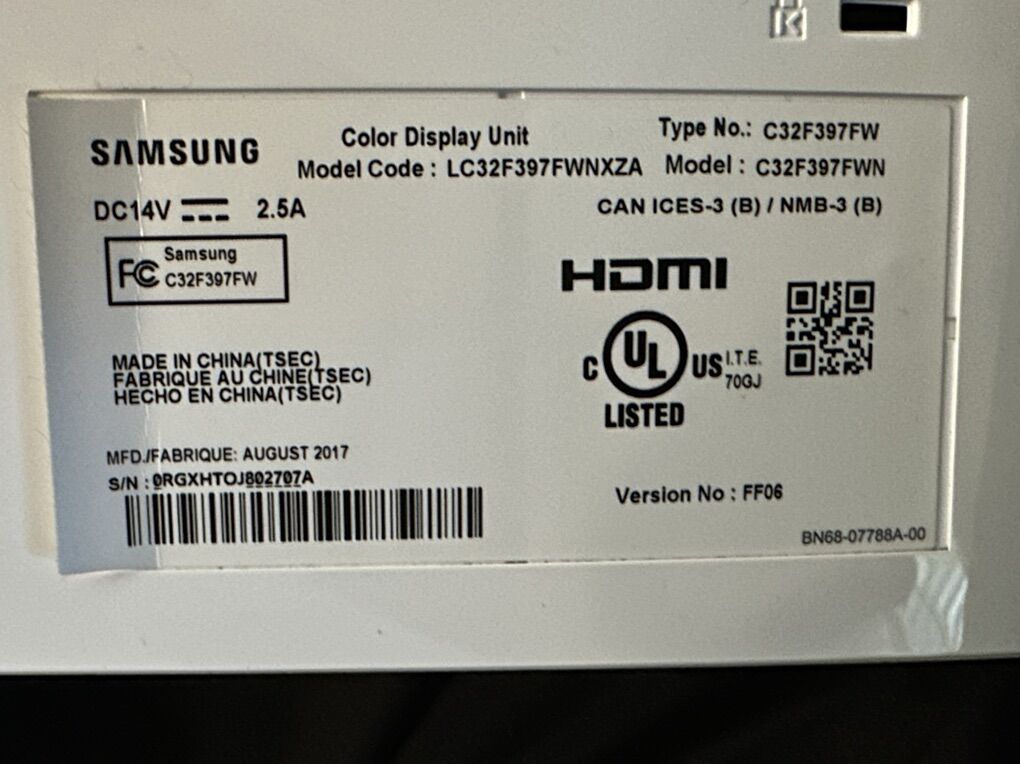 SAMSUNG
Color Display Unit
Type No.: C32F397FW
Model Code : LC32F397FWNXZA
Model : C32F397FWN
DC14V 2.5A
CAN ICES-3 (B) / NMB-3 (B)
FC Samsung
C32F397FW
HDMI
C UL US I.T.E.
70GJ
LISTED
MADE IN CHINA(TSEC)
FABRIQUE AU CHINE(TSEC)
HECHO EN CHINA(TSEC)
MFD./FABRIQUE: AUGUST 2017
S/N : 0RGXHTOJ802707A
Version No : FF06
BN68-07788A-00
K